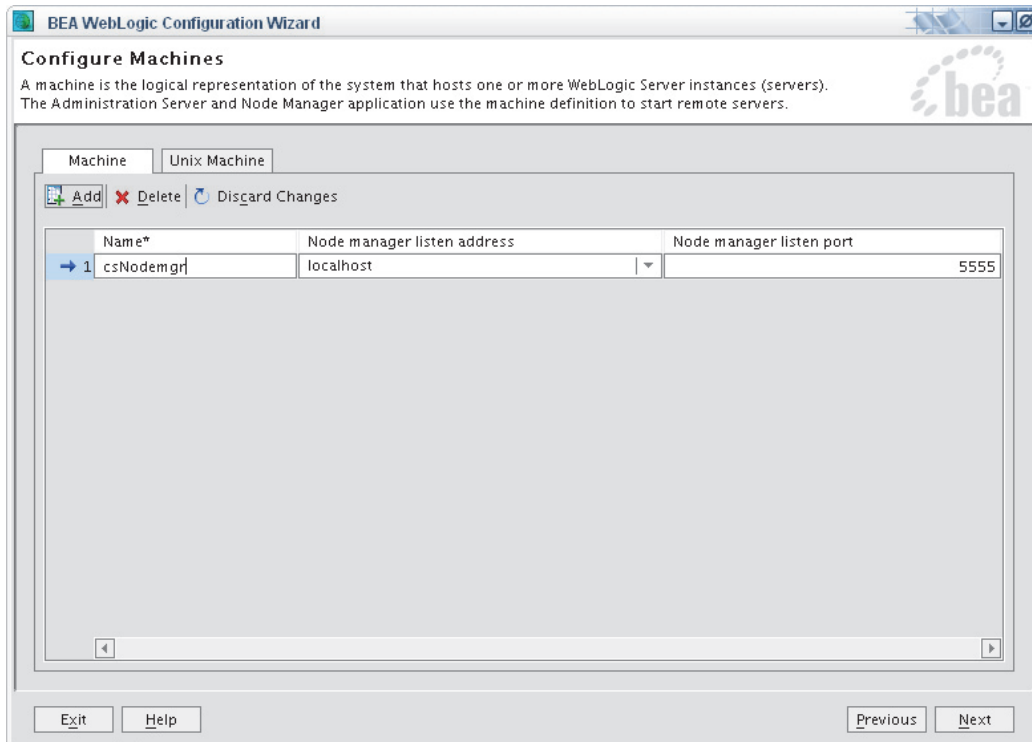 BEA WebLogic Configuration Wizard
Configure Machines
A machine is the logical representation of the system that hosts one or more WebLogic Server instances (servers).
The Administration Server and Node Manager application use the machine definition to start remote servers.
bea
Machine Unix Machine
Add Delete Discard Changes
Name* Node manager listen address Node manager listen port
1 csNodemgr localhost 5555
Exit Help Previous Next